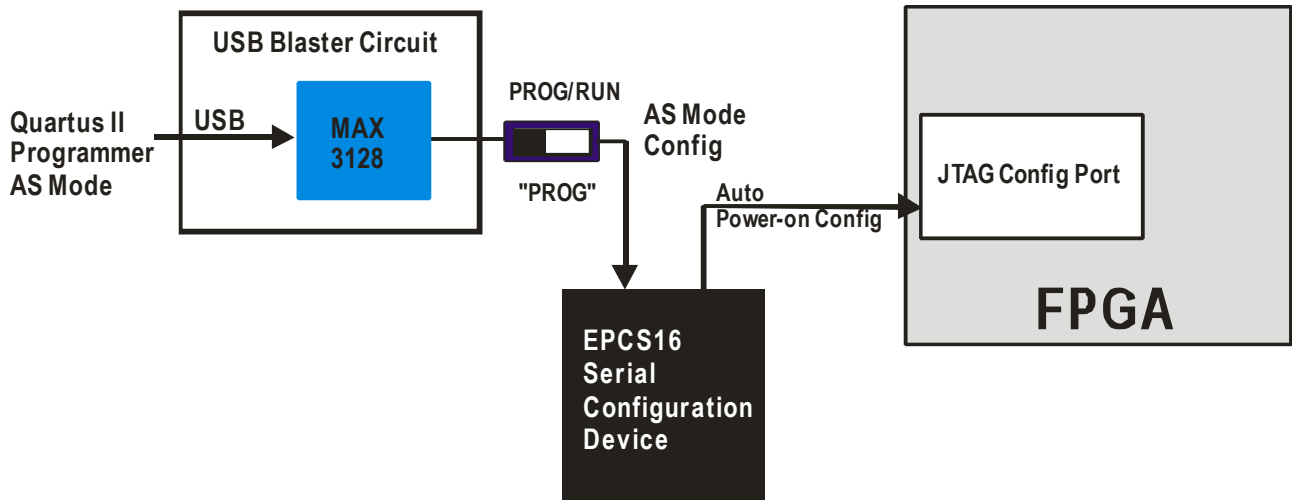 USB Blaster Circuit
Quartus II
Programmer
AS Mode
USB
MAX
3128
PROG/RUN
"PROG"
AS Mode
Config
Auto
Power-on Config
JTAG Config Port
FPGA
EPCS16
Serial
Configuration
Device